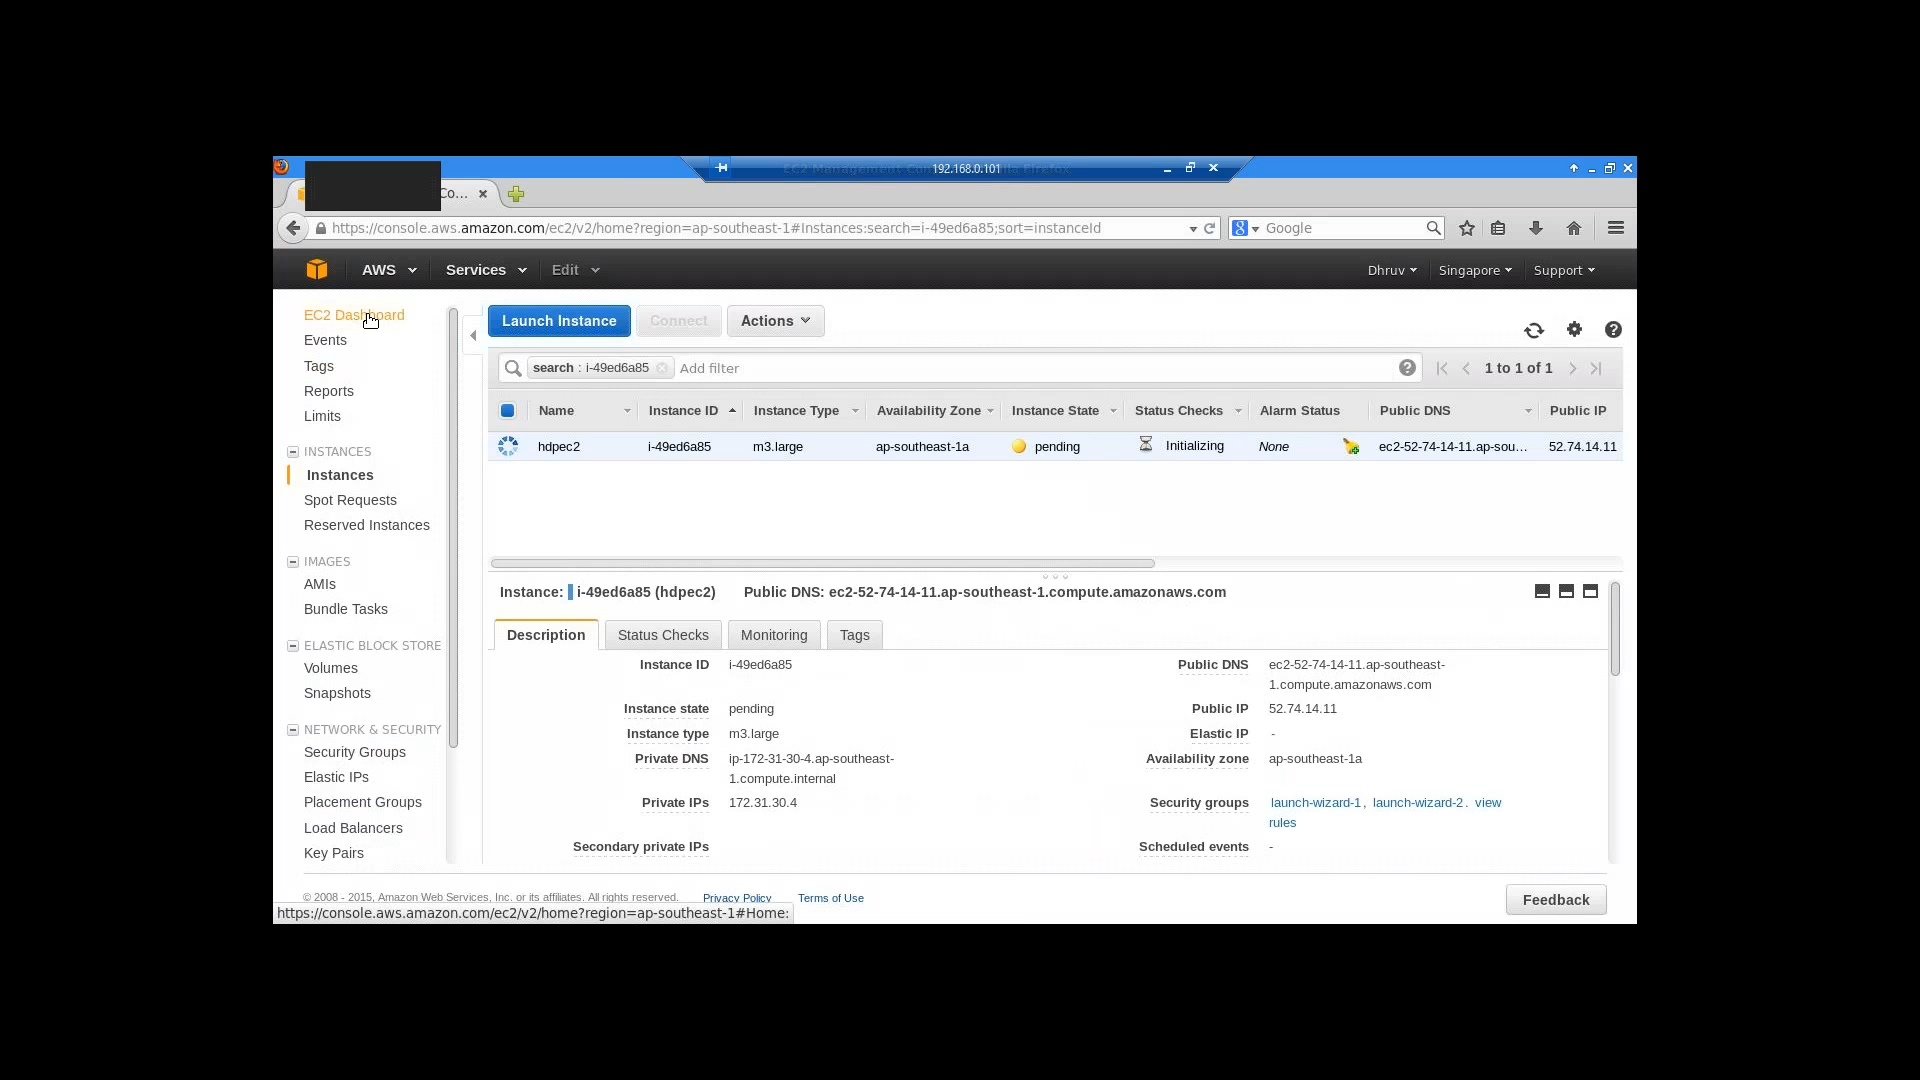 192.168.0.101
Co...
https://console.aws.amazon.com/ec2/v2/home?region=ap-southeast-1#Instances:search=i-49ed6a85;sort=instanceId
Google
AWS Services Edit Dhruv Singapore Support
EC2 Dashboard
Events
Tags
Reports
Limits
INSTANCES
Instances
Spot Requests
Reserved Instances
IMAGES
AMIs
Bundle Tasks
ELASTIC BLOCK STORE
Volumes
Snapshots
NETWORK & SECURITY
Security Groups
Elastic IPs
Placement Groups
Load Balancers
Key Pairs
Launch Instance Connect Actions
search : i-49ed6a85 Add filter 1 to 1 of 1
Name Instance ID Instance Type Availability Zone Instance State Status Checks Alarm Status Public DNS Public IP
hdpec2 i-49ed6a85 m3.large ap-southeast-1a pending Initializing None ec2-52-74-14-11.ap-sou... 52.74.14.11
Instance: i-49ed6a85 (hdpec2) Public DNS: ec2-52-74-14-11.ap-southeast-1.compute.amazonaws.com
Description Status Checks Monitoring Tags
Instance ID i-49ed6a85 Public DNS ec2-52-74-14-11.ap-southeast-
1.compute.amazonaws.com
Instance state pending Public IP 52.74.14.11
Instance type m3.large Elastic IP -
Private DNS ip-172-31-30-4.ap-southeast- Availability zone ap-southeast-1a
1.compute.internal
Private IPs 172.31.30.4 Security groups launch-wizard-1, launch-wizard-2. view
rules
Secondary private IPs Scheduled events -
© 2008 - 2015, Amazon Web Services, Inc. or its affiliates. All rights reserved. Privacy Policy Terms of Use
Feedback
https://console.aws.amazon.com/ec2/v2/home?region=ap-southeast-1#Home: